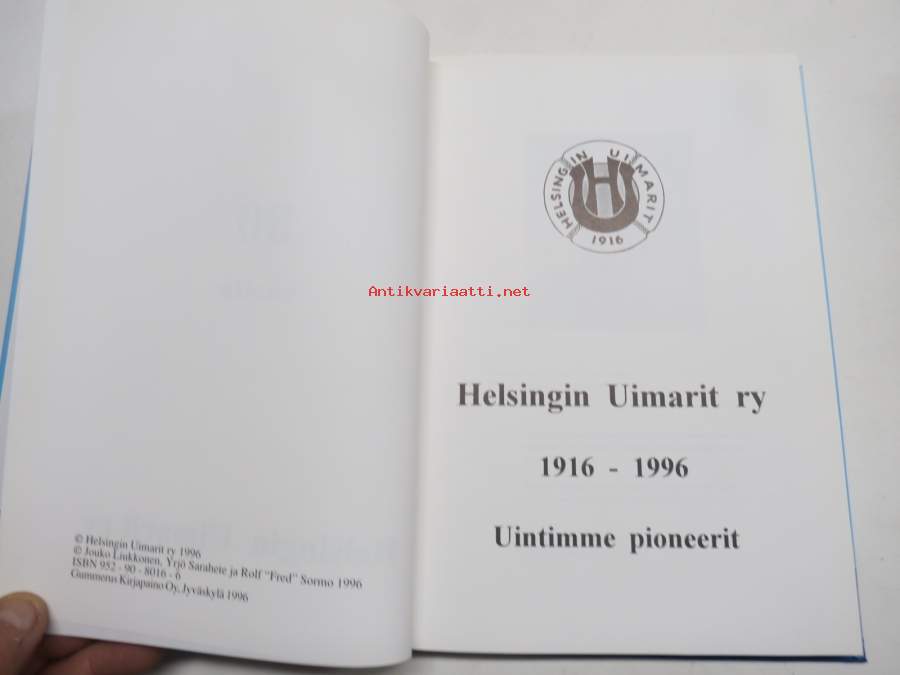 © Helsingin Uimarit ry 1996
© Jouko Liukkonen, Yrjö Sarahete ja Rolf "Fred" Sormo 1996
ISBN 952 - 90 - 8016 - 6
Gummerus Kirjapaino Oy, Jyväskylä 1996
HELSINGIN UIMARIT
1916
Antikvariaatti.net
Helsingin Uimarit ry
1916 - 1996
Uintimme pioneerit